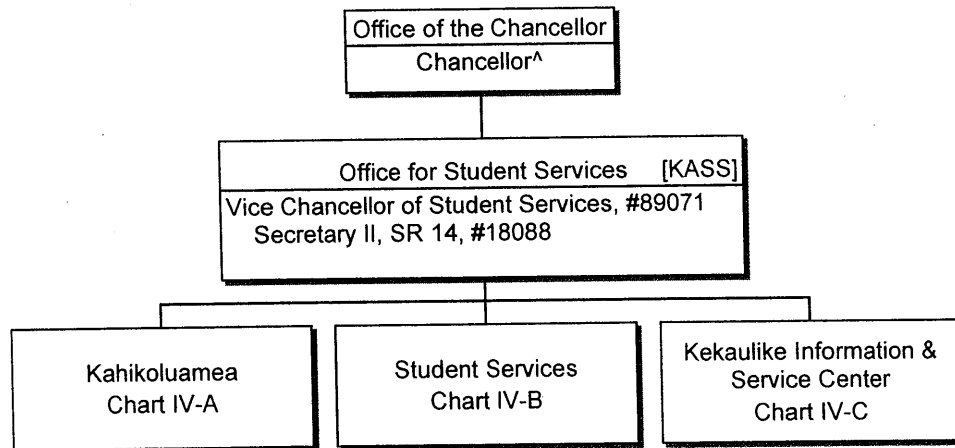 Office of the Chancellor
Chancellor^
Office for Student Services [KASS]
Vice Chancellor of Student Services, #89071
Secretary II, SR 14, #18088
Kahikoluamea
Chart IV-A
Student Services
Chart IV-B
Kekaulike Information &
Service Center
Chart IV-C